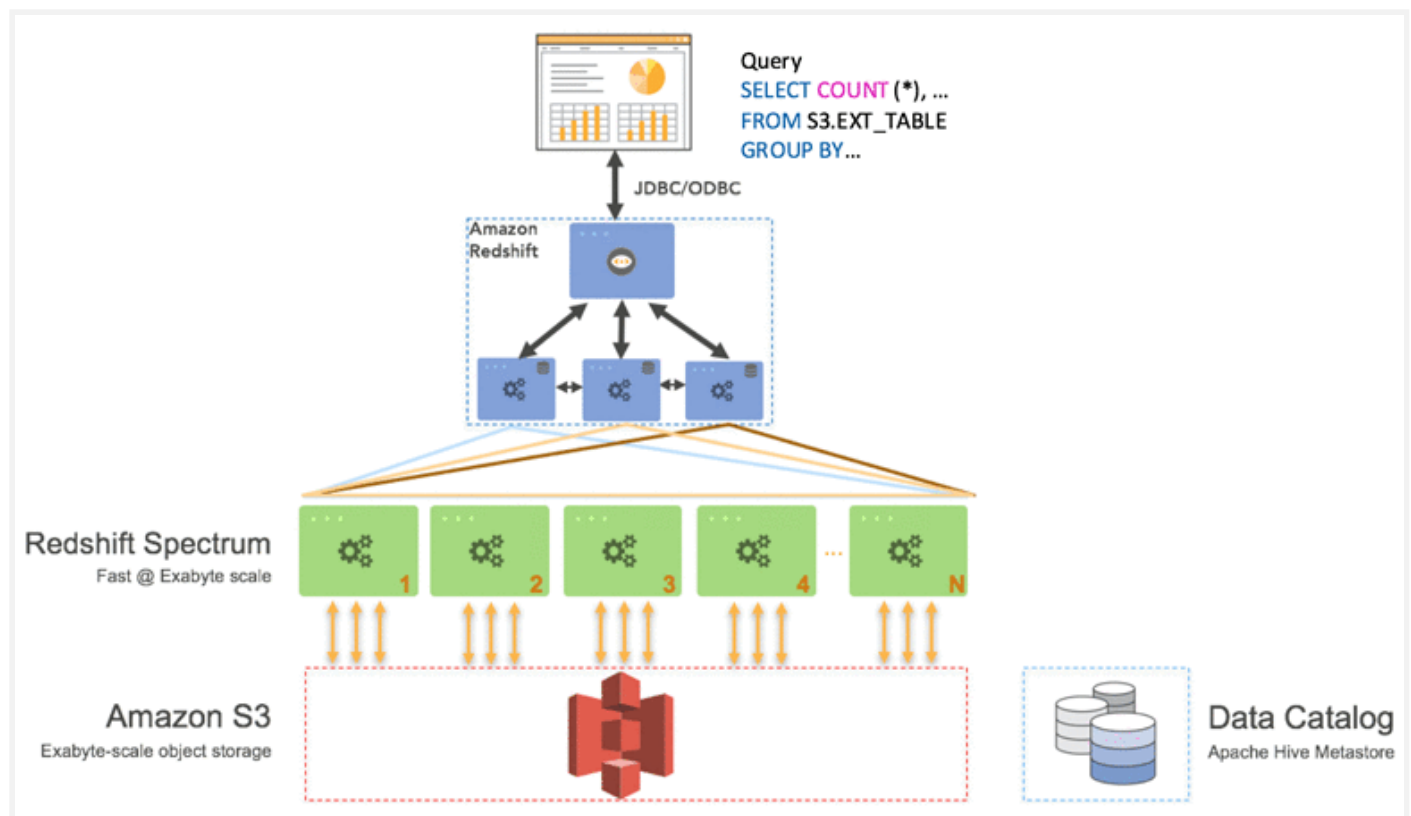 Query
SELECT COUNT (*), ...
FROM S3.EXT_TABLE
GROUP BY...
JDBC/ODBC
Amazon
Redshift
Redshift Spectrum
Fast @ Exabyte scale
1
2
3
4
...
N
Amazon S3
Exabyte-scale object storage
Data Catalog
Apache Hive Metastore